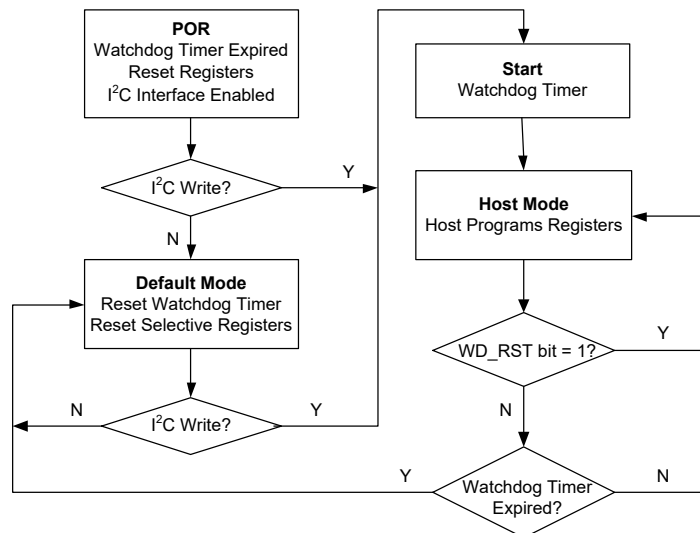 POR
Watchdog Timer Expired
Reset Registers
I²C Interface Enabled
I²C Write?
Y
N
Default Mode
Reset Watchdog Timer
Reset Selective Registers
I²C Write?
N
Y
Start
Watchdog Timer
Host Mode
Host Programs Registers
WD_RST bit = 1?
Y
N
Watchdog Timer
Expired?
Y
N